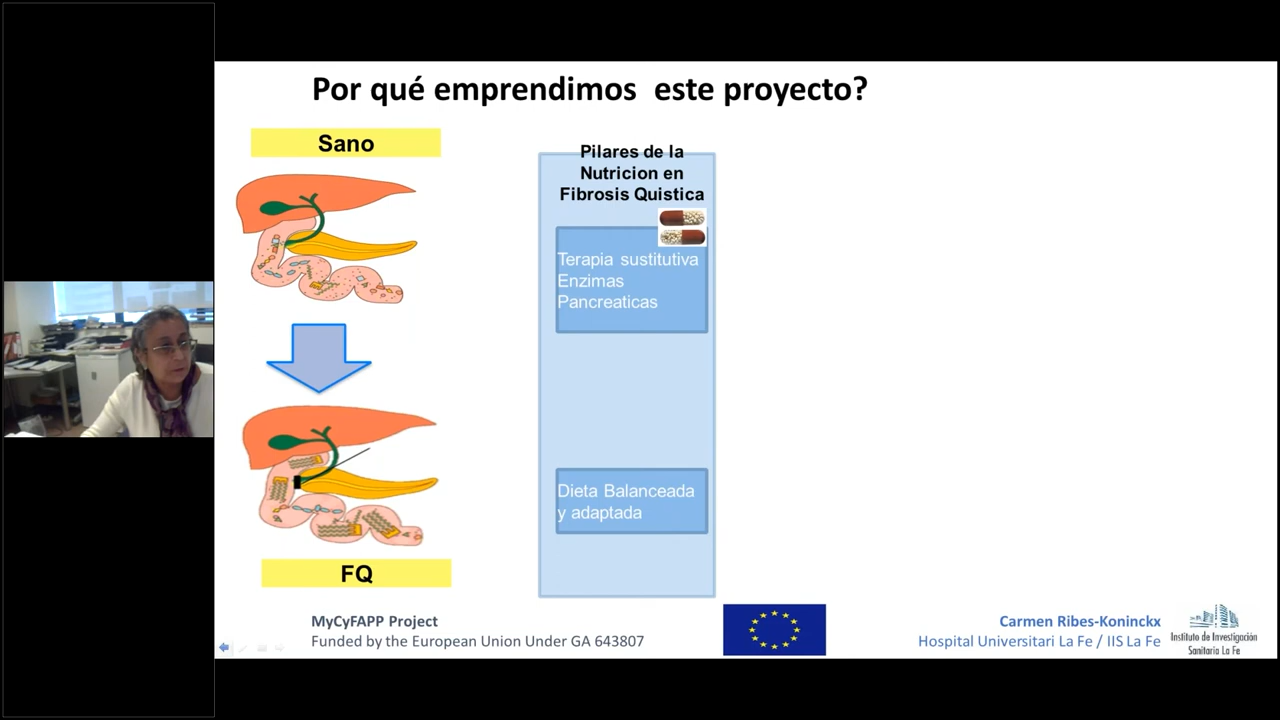 Por qué emprendimos  este proyecto?
Sano
FQ
Pilares de la
Nutricion en
Fibrosis Quistica
Terapia sustitutiva
Enzimas
Pancreaticas
Dieta Balanceada
y adaptada
MyCyFAPP Project
Funded by the European Union Under GA 643807
Carmen Ribes-Koninckx
Hospital Universitari La Fe / IIS La Fe
Instituto de Investigación
Sanitaria La Fe